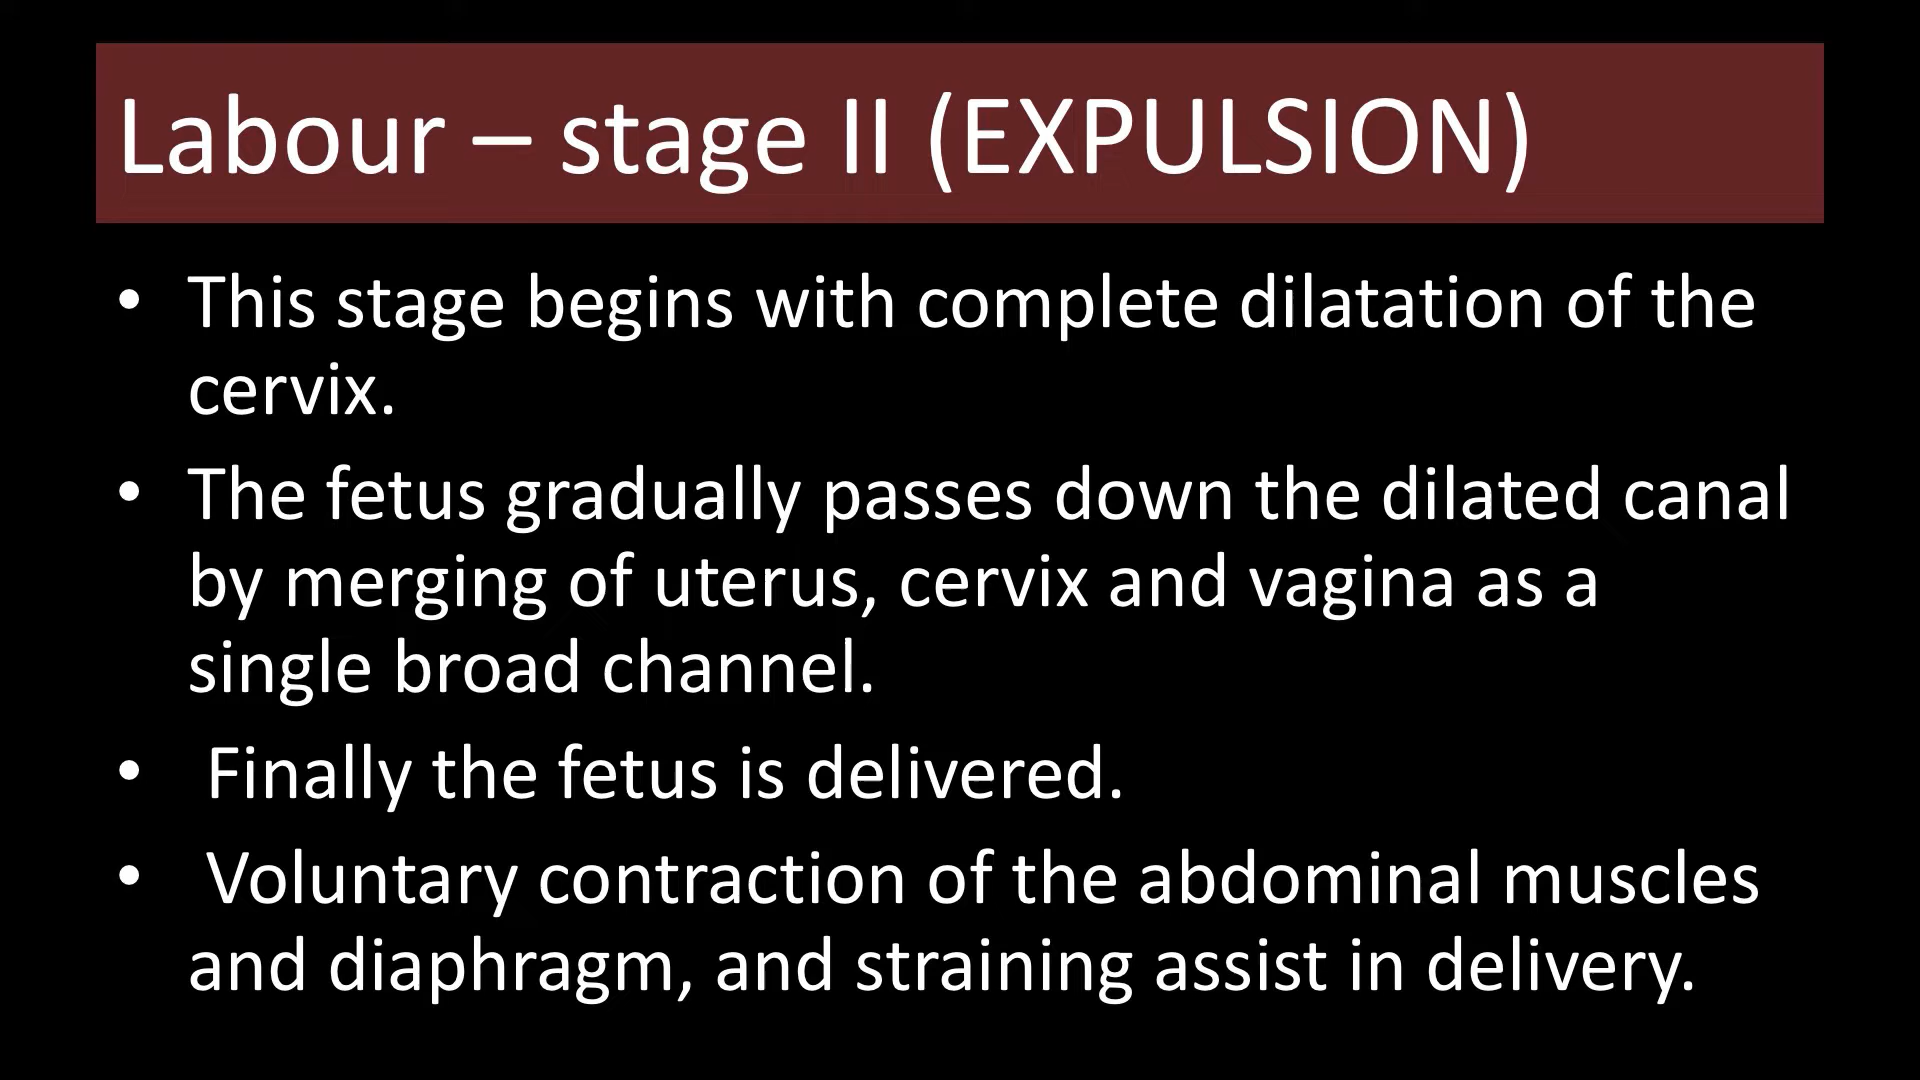 Labour – stage II (EXPULSION)
• This stage begins with complete dilatation of the
cervix.
• The fetus gradually passes down the dilated canal
by merging of uterus, cervix and vagina as a
single broad channel.
• Finally the fetus is delivered.
• Voluntary contraction of the abdominal muscles
and diaphragm, and straining assist in delivery.